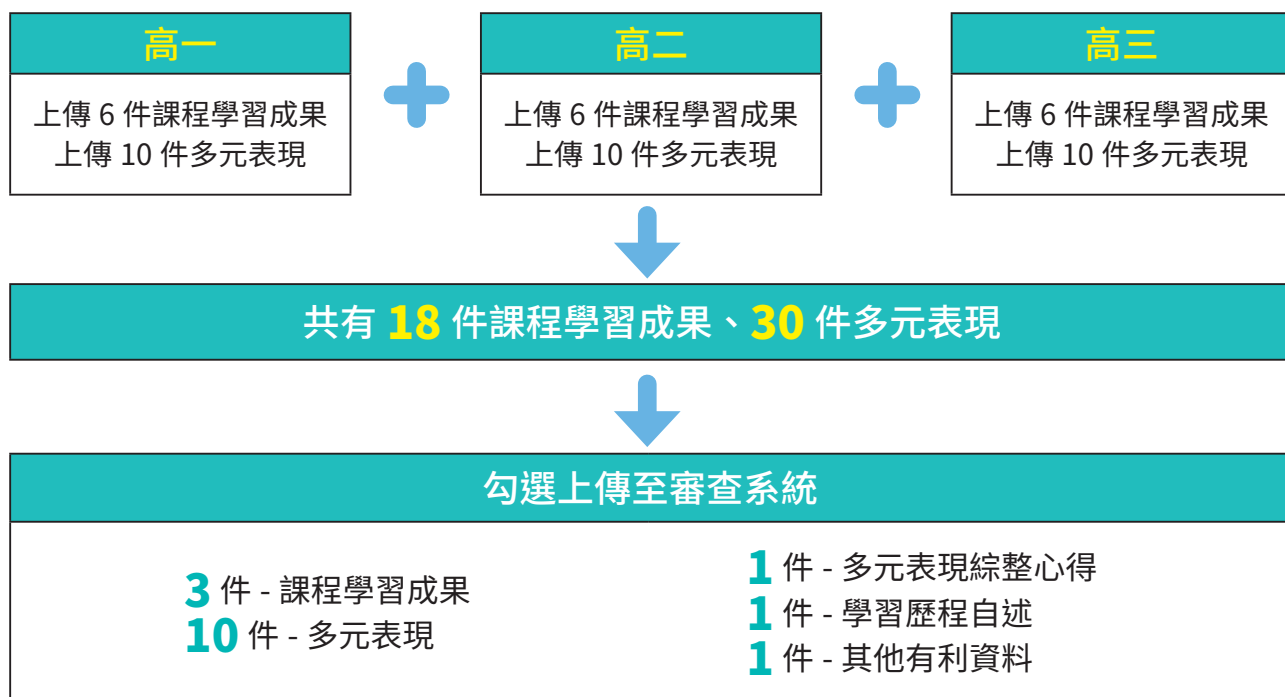 高一
上傳 6 件課程學習成果
上傳 10 件多元表現
高二
上傳 6 件課程學習成果
上傳 10 件多元表現
高三
上傳 6 件課程學習成果
上傳 10 件多元表現
共有 18 件課程學習成果、30 件多元表現
勾選上傳至審查系統
3 件 - 課程學習成果
10 件 - 多元表現
1 件 - 多元表現綜整心得
1 件 - 學習歷程自述
1 件 - 其他有利資料